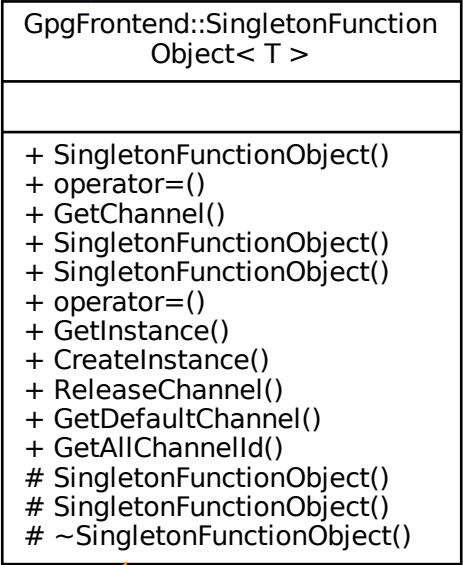 GpgFrontend::SingletonFunction
Object< T >
+ SingletonFunctionObject()
+ operator=()
+ GetChannel()
+ SingletonFunctionObject()
+ SingletonFunctionObject()
+ operator=()
+ GetInstance()
+ CreateInstance()
+ ReleaseChannel()
+ GetDefaultChannel()
+ GetAllChannelId()
# SingletonFunctionObject()
# SingletonFunctionObject()
# ~SingletonFunctionObject()